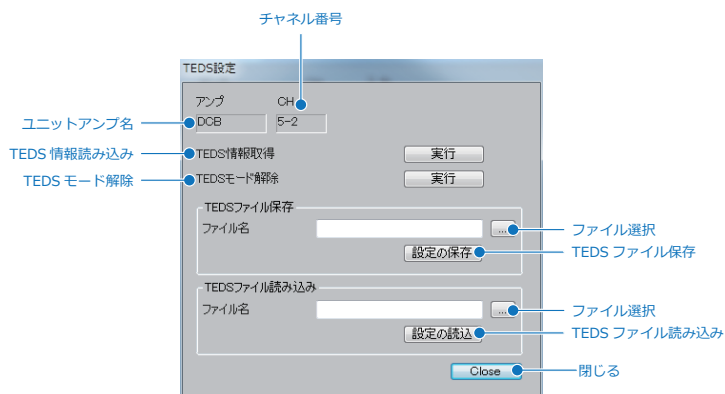 チャネル番号
TEDS設定
アンプ CH
ユニットアンプ名 DCB 5-2
TEDS 情報読み込み TEDS情報取得 実行
TEDS モード解除 TEDSモード解除 実行
TEDSファイル保存
ファイル名 ... ファイル選択
設定の保存 TEDS ファイル保存
TEDSファイル読み込み
ファイル名 ... ファイル選択
設定の読込 TEDS ファイル読み込み
Close 閉じる